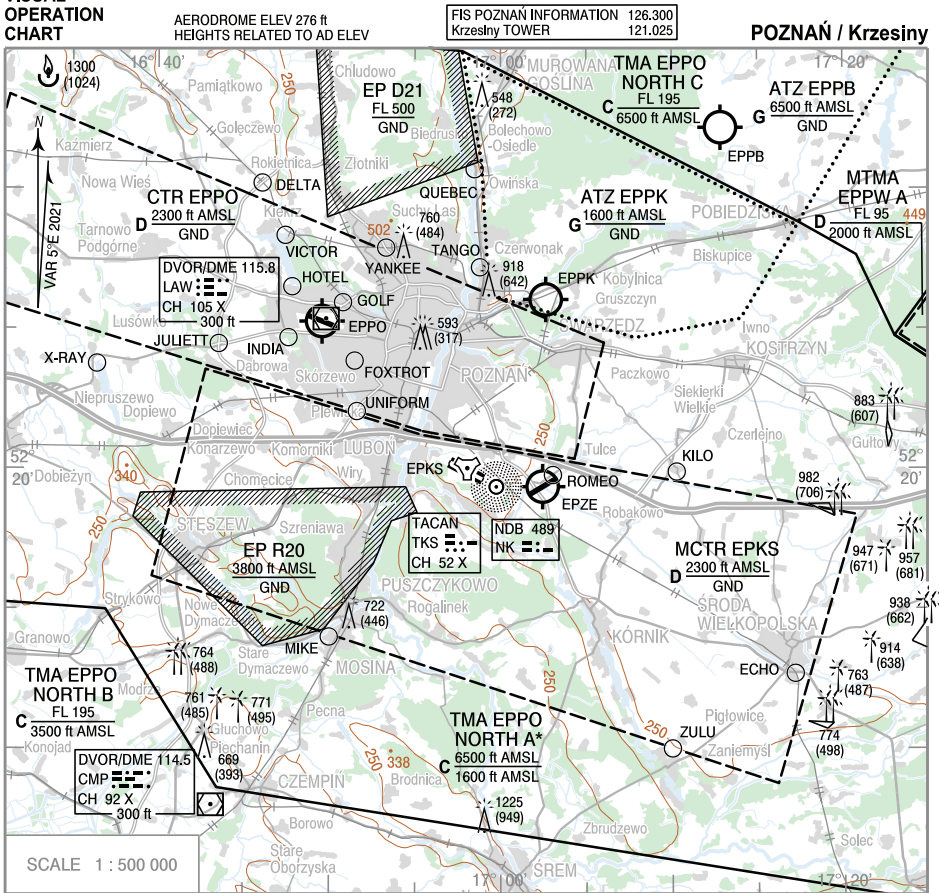 VISUAL
OPERATION
CHART
AERODROME ELEV 276 ft
HEIGHTS RELATED TO AD ELEV
FIS POZNAŃ INFORMATION 126.300
Krzesiny TOWER 121.025
POZNAŃ / Krzesiny
1300
(1024)
16°40'
17°00'
17°20'
Pamiątkowo
Chludowo
250
EP D21
FL 500
GND
Biedrus
548
(272)
MUROWANA
GOŚLINA
Bolechowo
-Osiedle
TMA EPPO
NORTH C
C FL 195
6500 ft AMSL
ATZ EPPB
G 6500 ft AMSL
GND
EPPB
N
VAR 5°E 2021
Kaźmierz
Golęczewo
Nowa Wieś
Rokietnica
Złotniki
DELTA
QUEBEC
Owińska
CTR EPPO
D 2300 ft AMSL
GND
Kiekrz
Suchy Las
502
760
(484)
ATZ EPPK
G 1600 ft AMSL
GND
POBIEDZISKA
MTMA
EPPW A
D FL 95
2000 ft AMSL
449
Tarnowo
Podgórne
VICTOR
YANKEE
TANGO
Czerwonak
Biskupice
DVOR/DME 115.8
LAW
CH 105 X
300 ft
HOTEL
GOLF
918
(642)
EPPK
Kobylnica
Gruszczyn
Lusówko
EPPO
593
(317)
SWARZĘDZ
Iwno
KOSTRZYN
JULIETT
INDIA
X-RAY
Dąbrowa
Skórzewo
FOXTROT
POZNAŃ
Paczkowo
Siekierki
Wielkie
Niepruszewo
Dopiewo
UNIFORM
Plewiska
883
(607)
Dopiewiec
Konarzewo
Komorniki
LUBOŃ
250
Tulce
Czerlejno
Gułtowy
52°
20'
52°
20'
Dobieżyn
340
Chomęcice
Wiry
EPKS
ROMEO
EPZE
KILO
982
(706)
250
Robakowo
STĘSZEW
Szreniawa
EP R20
3800 ft AMSL
GND
TACAN
TKS
CH 52 X
NDB 489
NK
MCTR EPKS
D 2300 ft AMSL
GND
947
(671)
957
(681)
PUSZCZYKOWO
Rogalinek
Strykowo
722
(446)
ŚRODA
WIELKOPOLSKA
938
(662)
Granowo
Stare
Dymaczewo
MIKE
MOSINA
KÓRNIK
914
(638)
764
(488)
ECHO
763
(487)
TMA EPPO
NORTH B
C FL 195
3500 ft AMSL
761
(485)
771
(495)
Pecna
250
Głuchowo
Piechanin
669
(393)
TMA EPPO
NORTH A*
C 6500 ft AMSL
1600 ft AMSL
Pigłowice
774
(498)
Konojad
250
ZULU
Zaniemyśl
DVOR/DME 114.5
CMP
CH 92 X
300 ft
250
338
Brodnica
CZEMPIŃ
1225
(949)
Borowo
Zbrudzewo
Solec
SCALE 1 : 500 000
Stare
Oborzyska
ŚREM
17°00'
17°20'